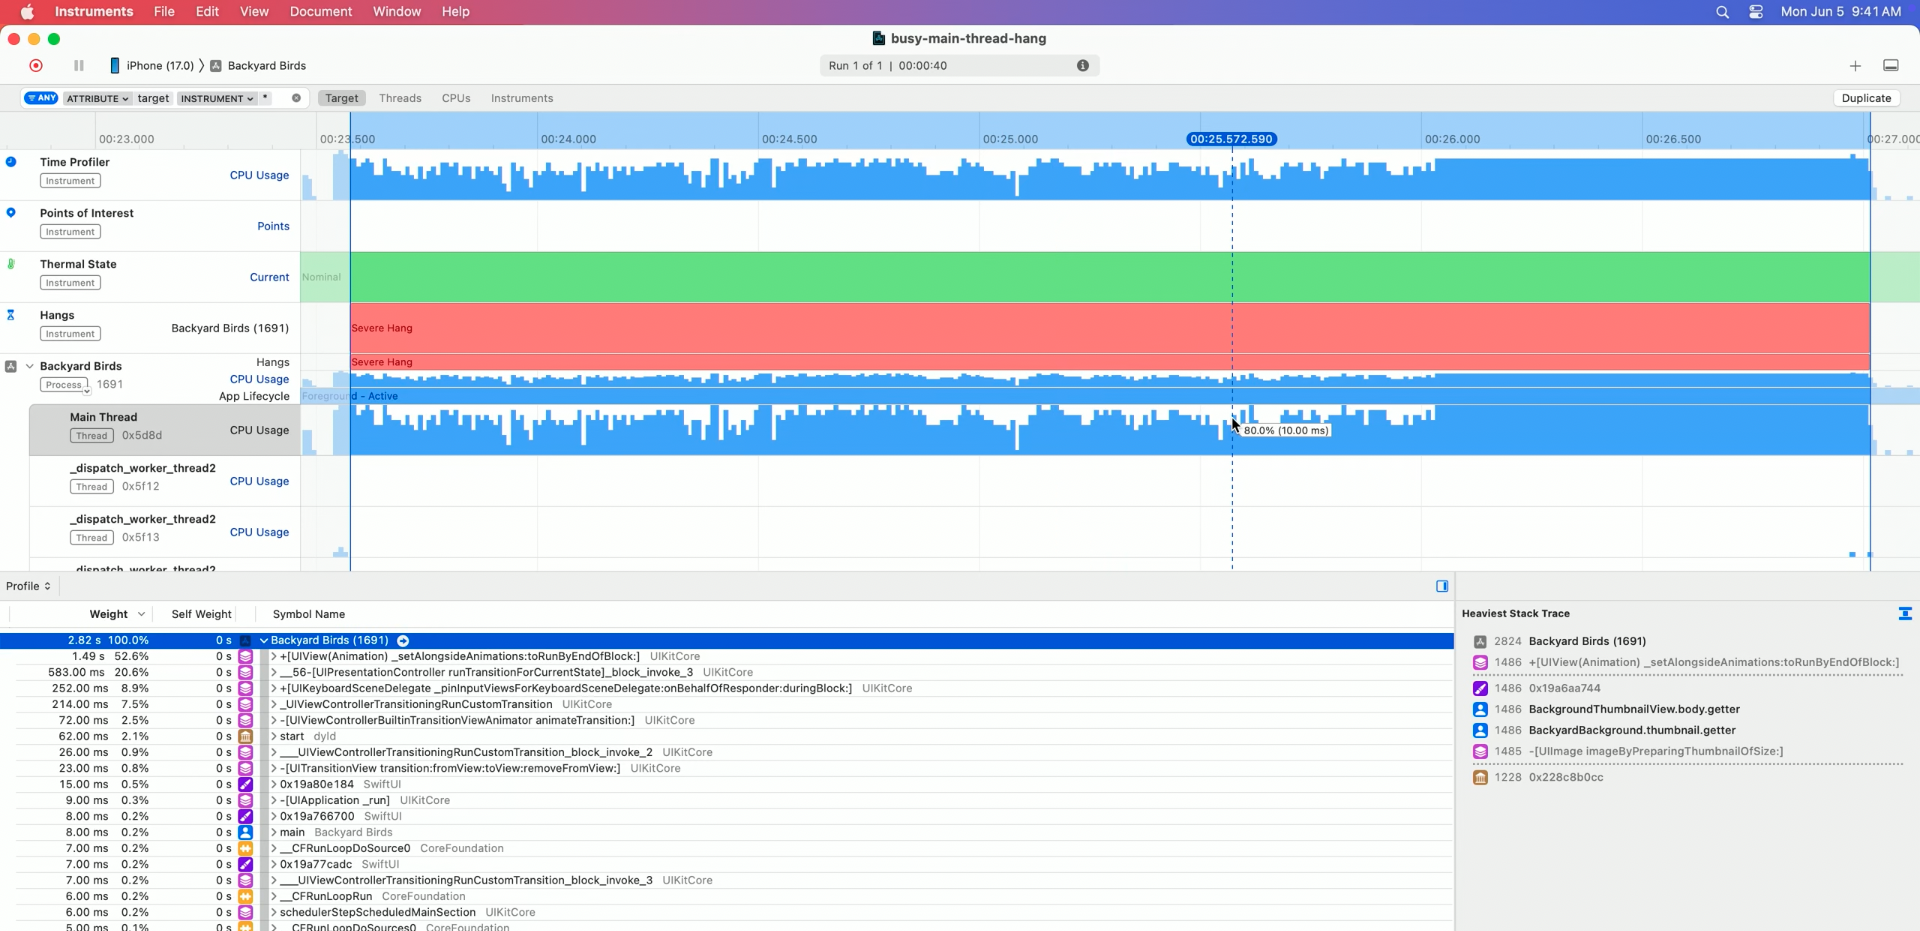 Instruments File Edit View Document Window Help Mon Jun 5 9:41 AM
busy-main-thread-hang
iPhone (17.0) Backyard Birds Run 1 of 1 | 00:00:40
ANY ATTRIBUTE target INSTRUMENT * Target Threads CPUs Instruments Duplicate
00:23.000 00:23.500 00:24.000 00:24.500 00:25.000 00:25.572.590 00:26.000 00:26.500 00:27.000
Time Profiler
Instrument CPU Usage
Points of Interest
Instrument Points
Thermal State
Instrument Current Nominal
Hangs
Instrument Backyard Birds (1691) Severe Hang
Backyard Birds Hangs Severe Hang
Process 1691 CPU Usage
App Lifecycle Foreground - Active
Main Thread
Thread 0x5d8d CPU Usage 80.0% (10.00 ms)
_dispatch_worker_thread2
Thread 0x5f12 CPU Usage
_dispatch_worker_thread2
Thread 0x5f13 CPU Usage
_dispatch_worker_thread2
Profile
Weight Self Weight Symbol Name
2.82 s 100.0% 0 s Backyard Birds (1691)
1.49 s 52.6% 0 s +[UIView(Animation) _setAlongsideAnimations:toRunByEndOfBlock:] UIKitCore
583.00 ms 20.6% 0 s __56-[UIPresentationController runTransitionForCurrentState]_block_invoke_3 UIKitCore
252.00 ms 8.9% 0 s +[UIKeyboardSceneDelegate _pinInputViewsForKeyboardSceneDelegate:onBehalfOfResponder:duringBlock:] UIKitCore
214.00 ms 7.5% 0 s _UIViewControllerTransitioningRunCustomTransition UIKitCore
72.00 ms 2.5% 0 s -[UIViewControllerBuiltinTransitionViewAnimator animateTransition:] UIKitCore
62.00 ms 2.1% 0 s start dyld
26.00 ms 0.9% 0 s ___UIViewControllerTransitioningRunCustomTransition_block_invoke_2 UIKitCore
23.00 ms 0.8% 0 s -[UITransitionView transition:fromView:toView:removeFromView:] UIKitCore
15.00 ms 0.5% 0 s 0x19a80e184 SwiftUI
9.00 ms 0.3% 0 s -[UIApplication _run] UIKitCore
8.00 ms 0.2% 0 s 0x19a766700 SwiftUI
8.00 ms 0.2% 0 s main Backyard Birds
7.00 ms 0.2% 0 s __CFRunLoopDoSource0 CoreFoundation
7.00 ms 0.2% 0 s 0x19a77cadc SwiftUI
7.00 ms 0.2% 0 s ___UIViewControllerTransitioningRunCustomTransition_block_invoke_3 UIKitCore
6.00 ms 0.2% 0 s __CFRunLoopRun CoreFoundation
6.00 ms 0.2% 0 s schedulerStepScheduledMainSection UIKitCore
5.00 ms 0.1% 0 s __CFRunLoopDoSources0 CoreFoundation
Heaviest Stack Trace
2824 Backyard Birds (1691)
1486 +[UIView(Animation) _setAlongsideAnimations:toRunByEndOfBlock:]
1486 0x19a6aa744
1486 BackgroundThumbnailView.body.getter
1486 BackyardBackground.thumbnail.getter
1485 -[UIImage imageByPreparingThumbnailOfSize:]
1228 0x228c8b0cc